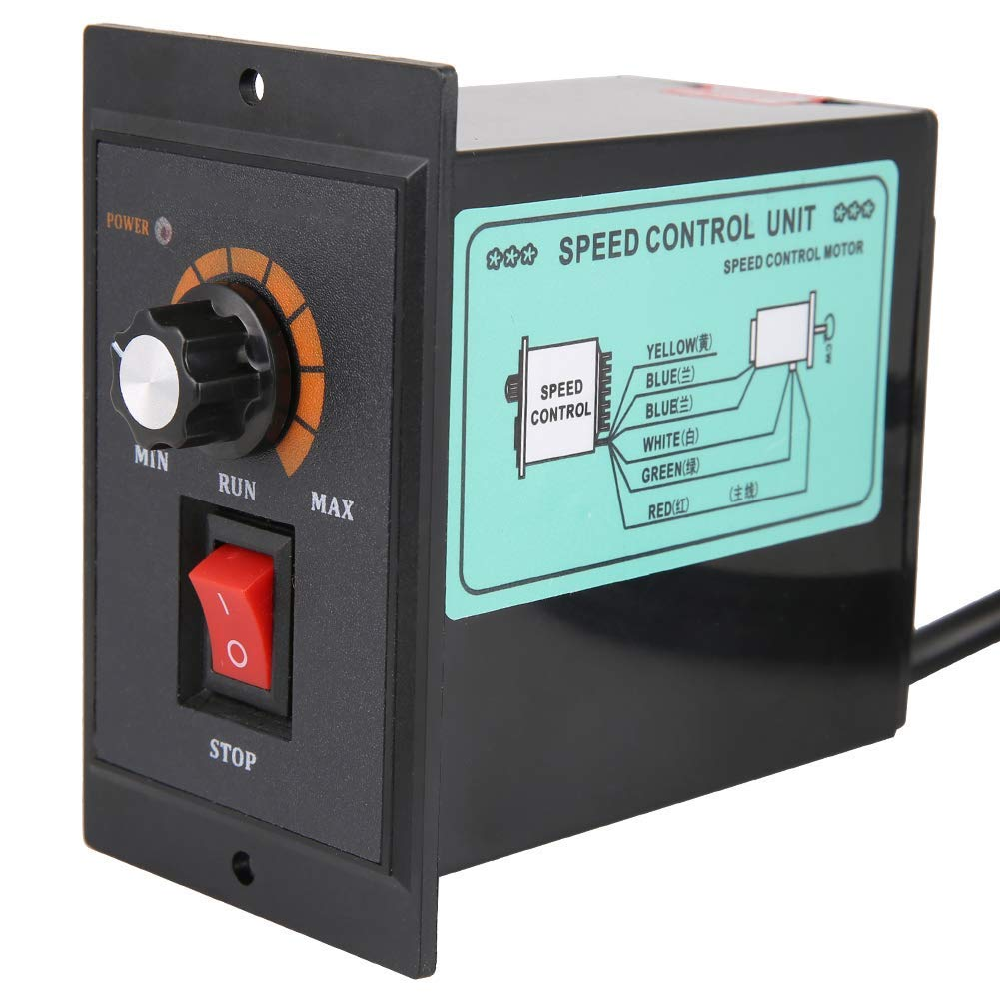 POWER
MIN
RUN
MAX
I
O
STOP
*** SPEED CONTROL UNIT ***
SPEED CONTROL MOTOR
SPEED
CONTROL
YELLOW(黄)
BLUE(兰)
BLUE(兰)
WHITE(白)
GREEN(绿)
RED(红) (主线)
CW